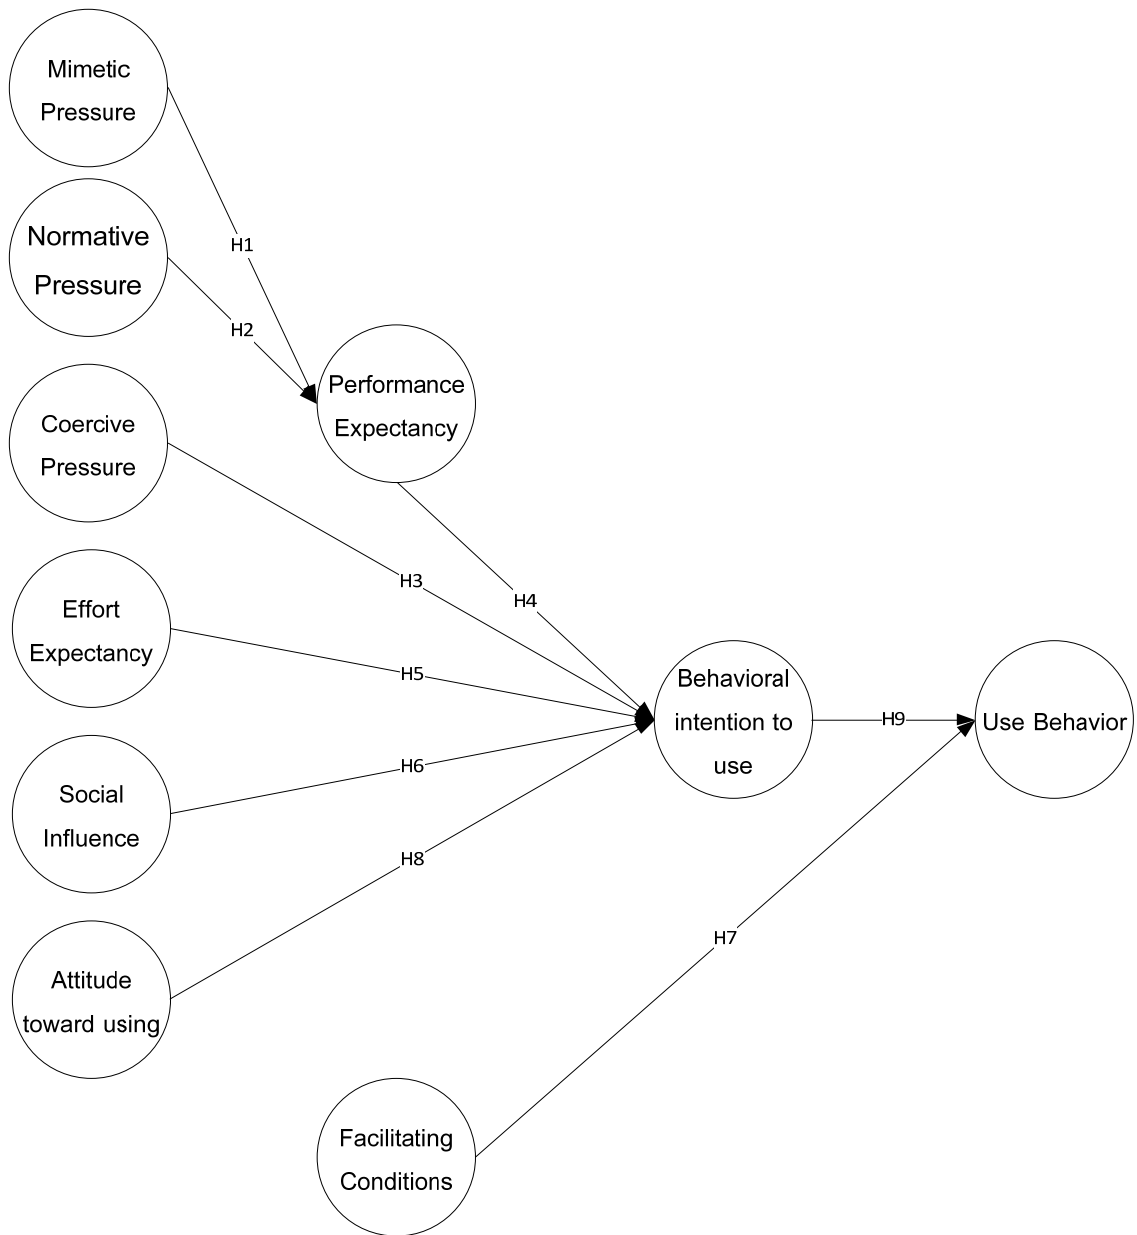 Mimetic
Pressure
Normative
Pressure
H1
H2
Performance
Expectancy
Coercive
Pressure
H3
H4
Effort
Expectancy
H5
Behavioral
intention to
use
H9
Use Behavior
Social
Influence
H6
H8
Attitude
toward using
H7
Facilitating
Conditions